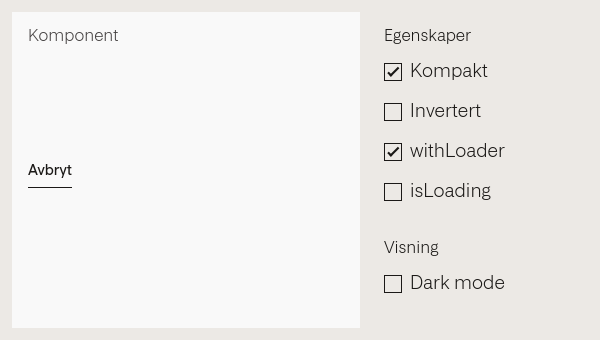 Komponent
Avbryt
Egenskaper
Kompakt
Invertert
withLoader
isLoading
Visning
Dark mode